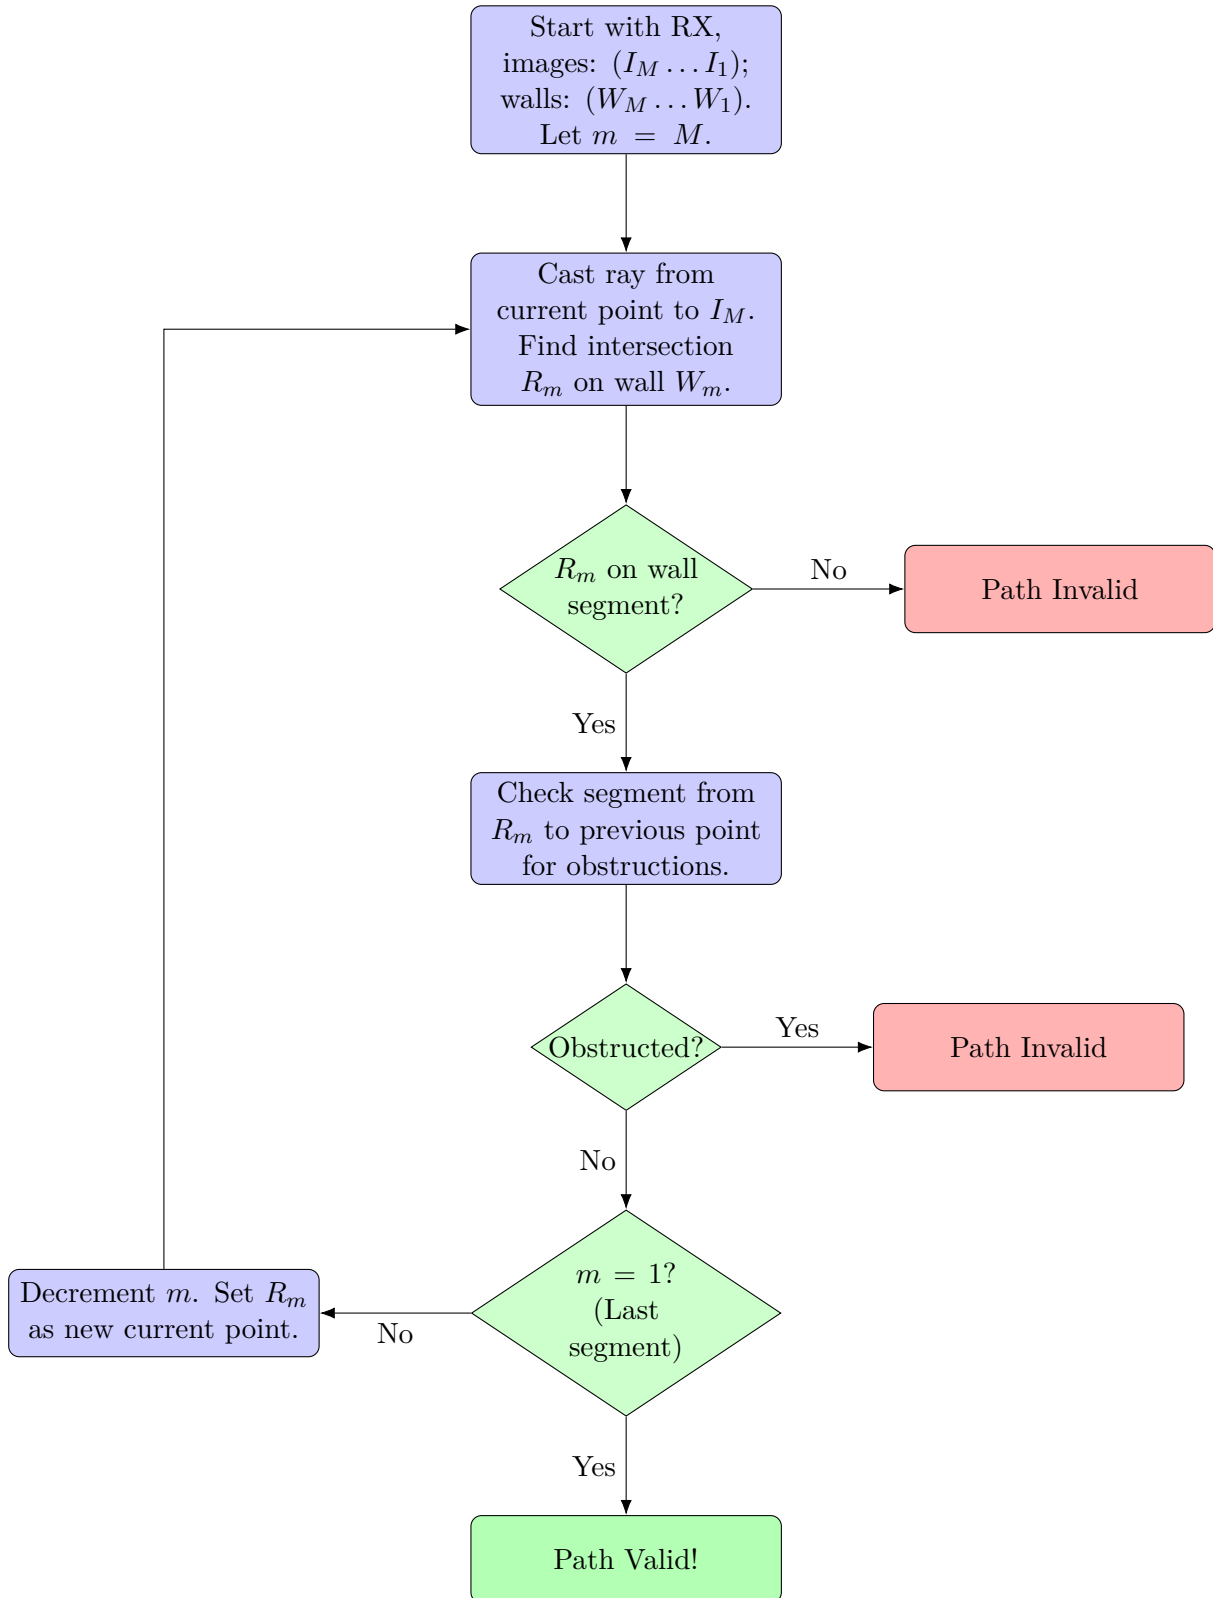 Start with RX,
images: (I_M … I_1);
walls: (W_M … W_1).
Let m = M.
Cast ray from
current point to I_M.
Find intersection
R_m on wall W_m.
R_m on wall
segment?
No
Path Invalid
Yes
Check segment from
R_m to previous point
for obstructions.
Obstructed?
Yes
Path Invalid
No
m = 1?
(Last
segment)
No
Decrement m. Set R_m
as new current point.
Yes
Path Valid!